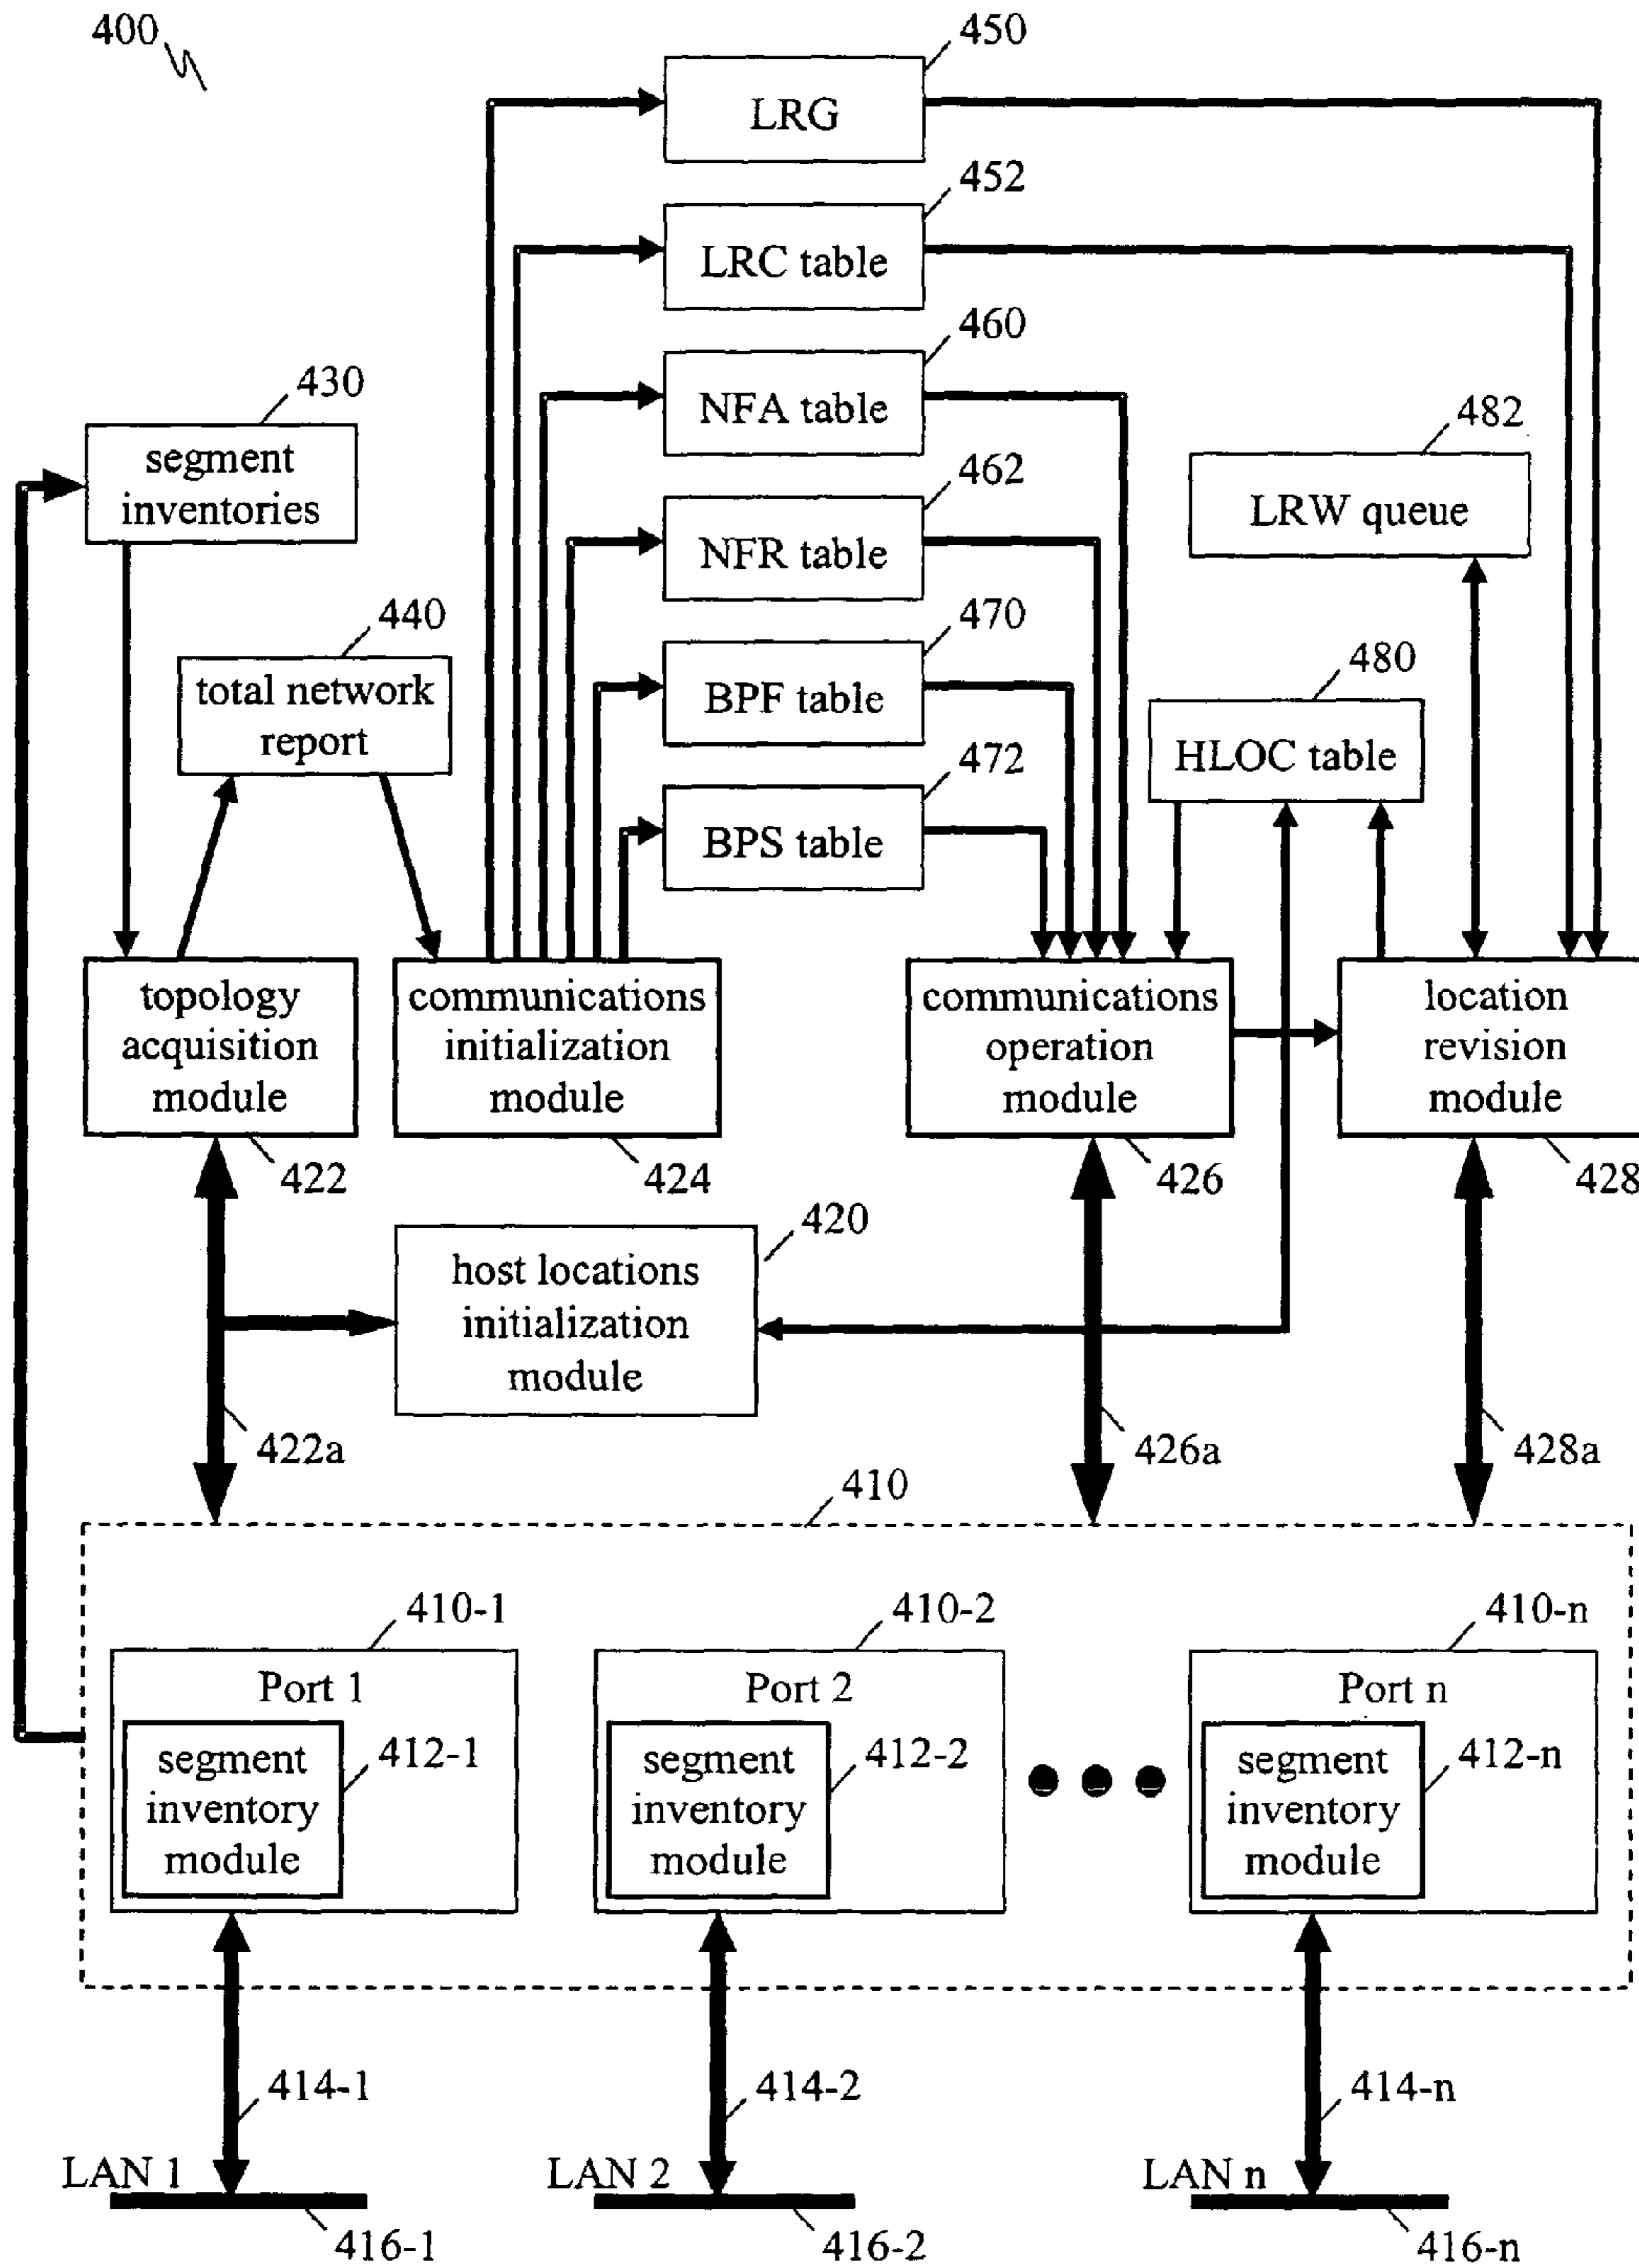 400
450
LRG
452
LRC table
460
NFA table
430
segment
inventories
482
LRW queue
462
NFR table
440
total network
report
470
BPF table
480
HLOC table
472
BPS table
topology
acquisition
module
communications
initialization
module
communications
operation
module
location
revision
module
422
424
426
428
420
host locations
initialization
module
422a
426a
428a
410
410-1
410-2
410-n
Port 1
Port 2
Port n
segment
inventory
module
412-1
segment
inventory
module
412-2
segment
inventory
module
412-n
414-1
414-2
414-n
LAN 1
LAN 2
LAN n
416-1
416-2
416-n